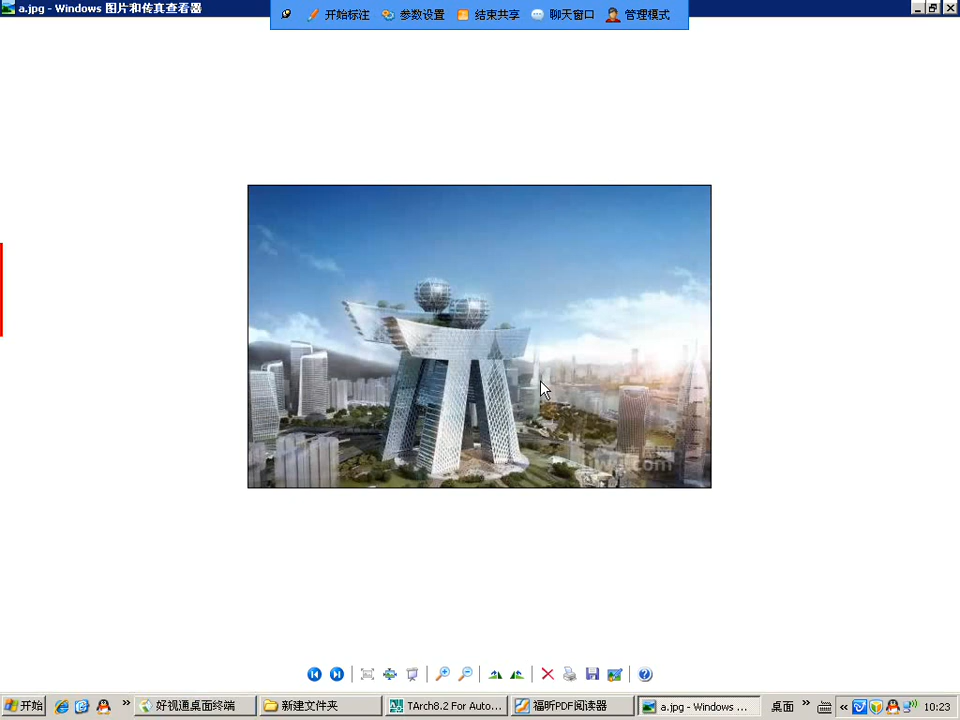 a.jpg - Windows 图片和传真查看器
开始标注 参数设置 结束共享 聊天窗口 管理模式
开始 » 好视通桌面终端 新建文件夹 TArch8.2 For Auto... 福昕PDF阅读器 a.jpg - Windows ... 桌面 » « 10:23